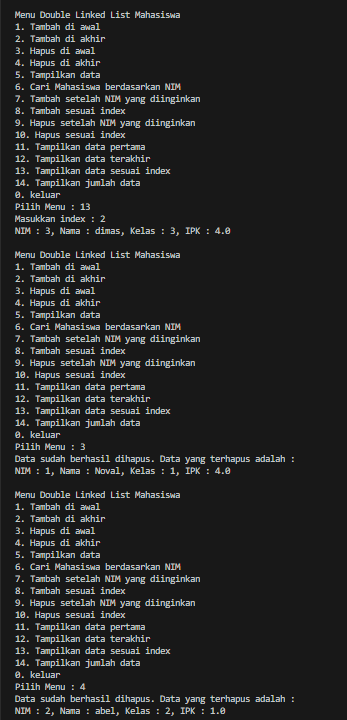 Menu Double Linked List Mahasiswa
1. Tambah di awal
2. Tambah di akhir
3. Hapus di awal
4. Hapus di akhir
5. Tampilkan data
6. Cari Mahasiswa berdasarkan NIM
7. Tambah setelah NIM yang diinginkan
8. Tambah sesuai index
9. Hapus setelah NIM yang diinginkan
10. Hapus sesuai index
11. Tampilkan data pertama
12. Tampilkan data terakhir
13. Tampilkan data sesuai index
14. Tampilkan jumlah data
0. keluar
Pilih Menu : 13
Masukkan index : 2
NIM : 3, Nama : dimas, Kelas : 3, IPK : 4.0
Menu Double Linked List Mahasiswa
1. Tambah di awal
2. Tambah di akhir
3. Hapus di awal
4. Hapus di akhir
5. Tampilkan data
6. Cari Mahasiswa berdasarkan NIM
7. Tambah setelah NIM yang diinginkan
8. Tambah sesuai index
9. Hapus setelah NIM yang diinginkan
10. Hapus sesuai index
11. Tampilkan data pertama
12. Tampilkan data terakhir
13. Tampilkan data sesuai index
14. Tampilkan jumlah data
0. keluar
Pilih Menu : 3
Data sudah berhasil dihapus. Data yang terhapus adalah :
NIM : 1, Nama : Noval, Kelas : 1, IPK : 4.0
Menu Double Linked List Mahasiswa
1. Tambah di awal
2. Tambah di akhir
3. Hapus di awal
4. Hapus di akhir
5. Tampilkan data
6. Cari Mahasiswa berdasarkan NIM
7. Tambah setelah NIM yang diinginkan
8. Tambah sesuai index
9. Hapus setelah NIM yang diinginkan
10. Hapus sesuai index
11. Tampilkan data pertama
12. Tampilkan data terakhir
13. Tampilkan data sesuai index
14. Tampilkan jumlah data
0. keluar
Pilih Menu : 4
Data sudah berhasil dihapus. Data yang terhapus adalah :
NIM : 2, Nama : abel, Kelas : 2, IPK : 1.0